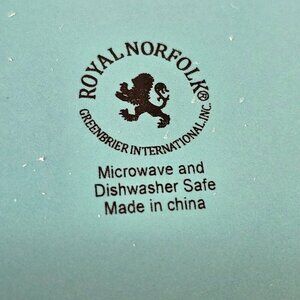 ROYAL NORFOLK®
GREENBRIER INTERNATIONAL, INC.
Microwave and
Dishwasher Safe
Made in china